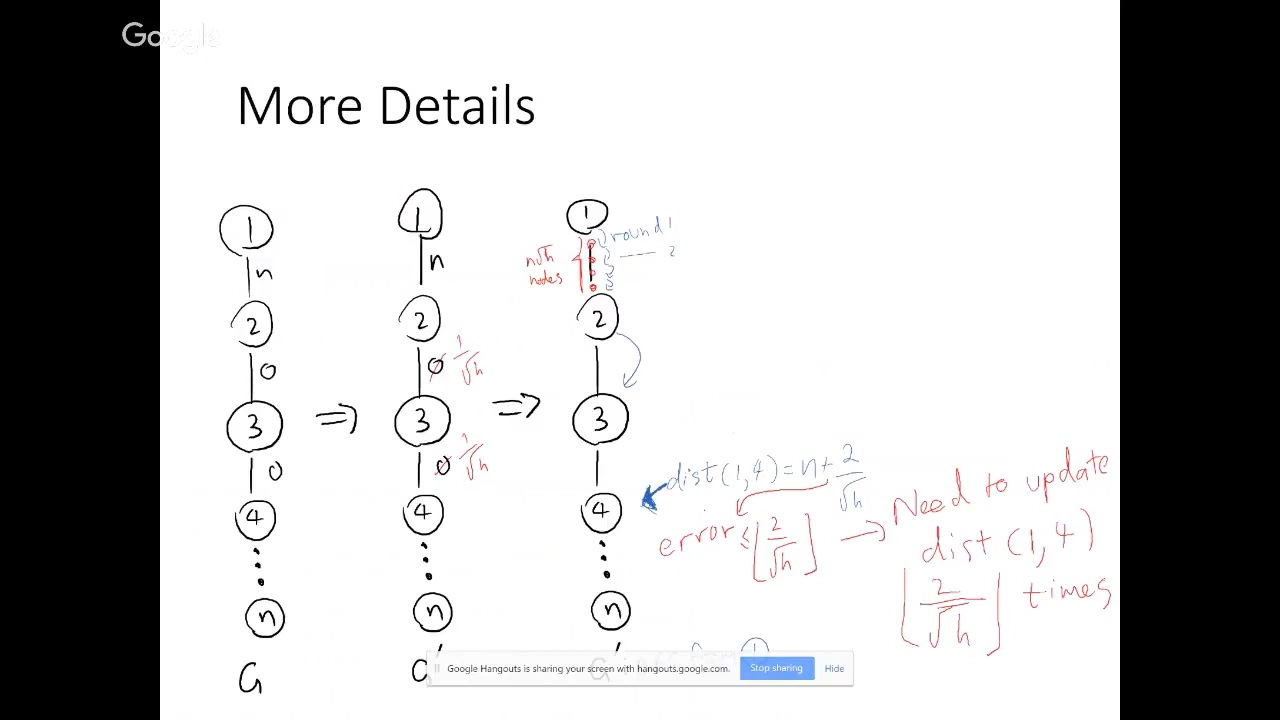 Google
More Details
1
n
2
0
3
0
4
n
G
⇒
1
n
2
0 1/√h
3
0 1/√h
4
n
G'
⇒
1
n√h
nodes
round 1
2
2
3
4
n
dist(1,4)=n+2/√h
error ≤ ⌊2/√h⌋
→ Need to update
dist(1,4)
⌊2/√h⌋ times
Google Hangouts is sharing your screen with hangouts.google.com.
Stop sharing
Hide